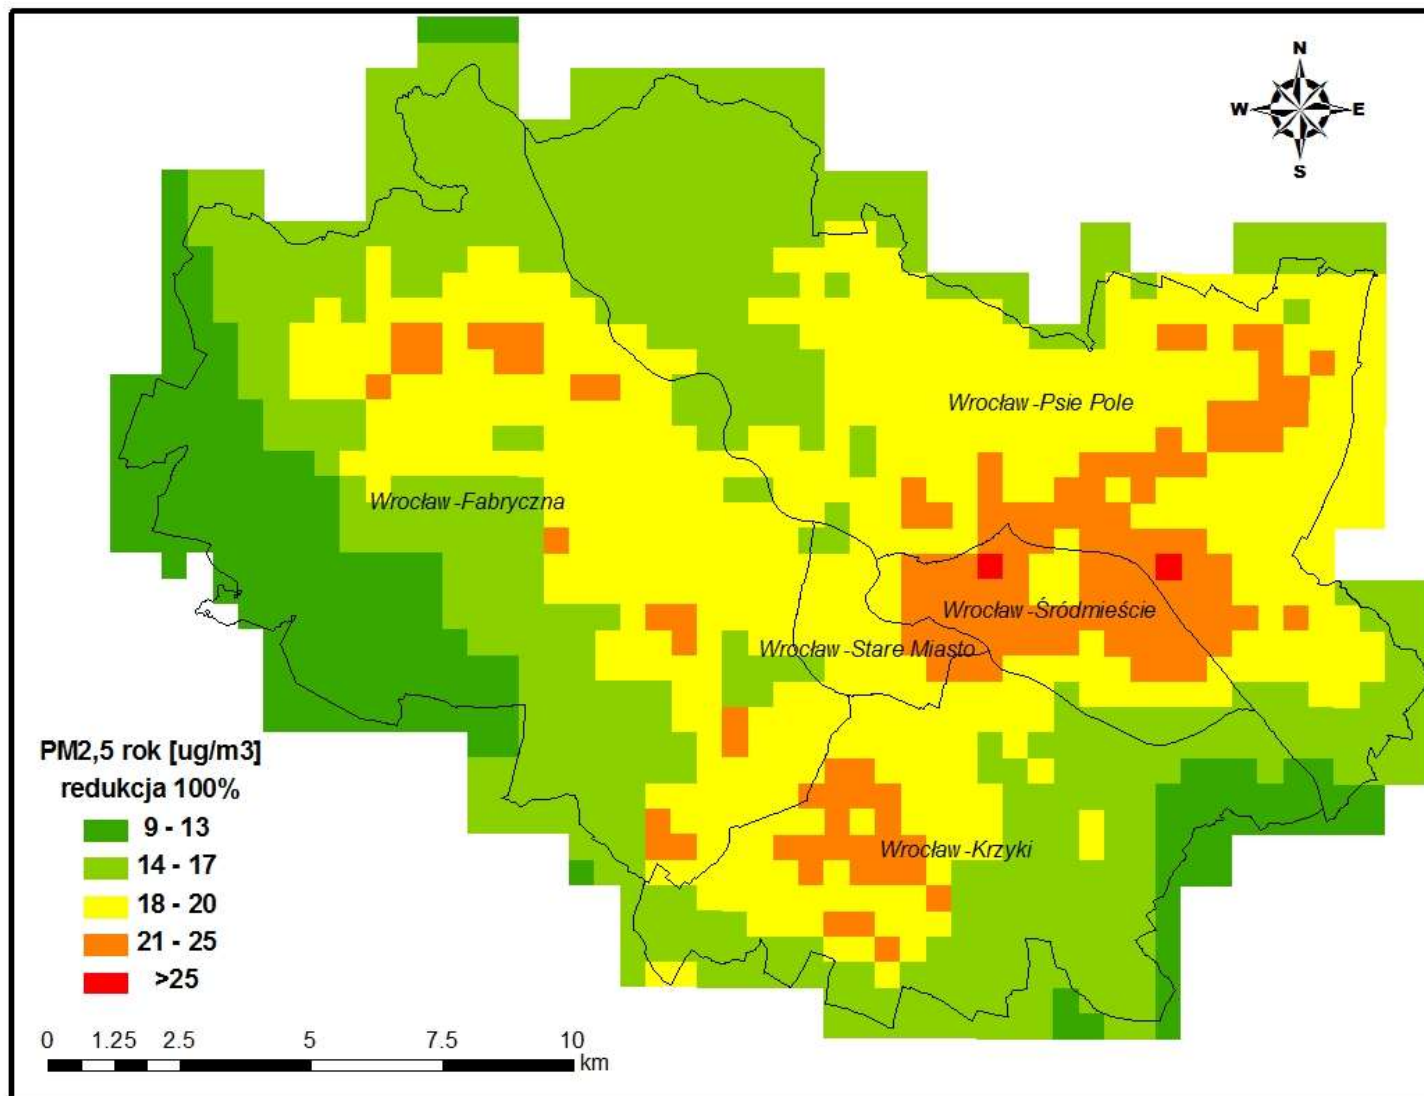 N
W E
S
Wrocław-Psie Pole
Wrocław-Fabryczna
Wrocław-Śródmieście
Wrocław-Stare Miasto
Wrocław-Krzyki
PM2,5 rok [ug/m3]
redukcja 100%
9 - 13
14 - 17
18 - 20
21 - 25
>25
0 1.25 2.5 5 7.5 10
km